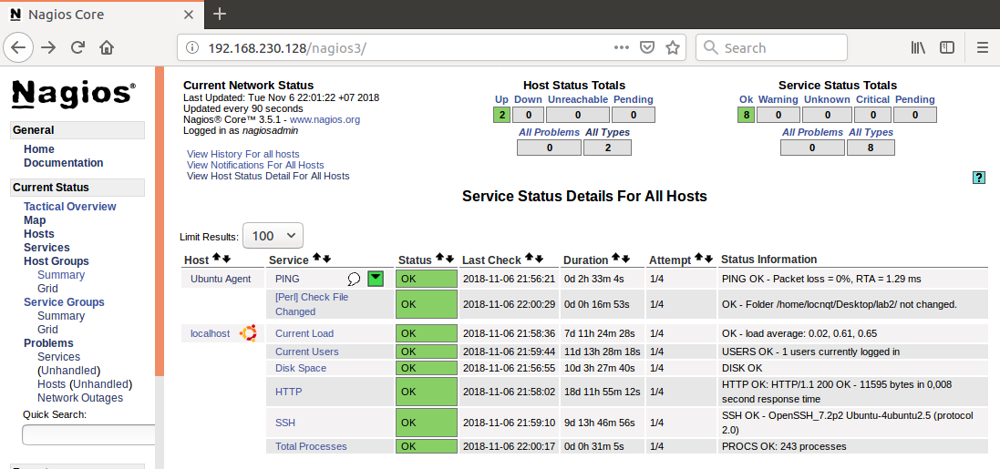 Nagios Core
192.168.230.128/nagios3/
Search
Nagios®
General
Home
Documentation
Current Status
Tactical Overview
Map
Hosts
Services
Host Groups
Summary
Grid
Service Groups
Summary
Grid
Problems
Services
(Unhandled)
Hosts (Unhandled)
Network Outages
Quick Search:
Current Network Status
Last Updated: Tue Nov 6 22:01:22 +07 2018
Updated every 90 seconds
Nagios® Core™ 3.5.1 - www.nagios.org
Logged in as nagiosadmin
View History For all hosts
View Notifications For All Hosts
View Host Status Detail For All Hosts
Host Status Totals
Up Down Unreachable Pending
2 0 0 0
All Problems All Types
0 2
Service Status Totals
Ok Warning Unknown Critical Pending
8 0 0 0 0
All Problems All Types
0 8
?
Service Status Details For All Hosts
Limit Results: 100
Host Service Status Last Check Duration Attempt Status Information
Ubuntu Agent PING OK 2018-11-06 21:56:21 0d 2h 33m 4s 1/4 PING OK - Packet loss = 0%, RTA = 1.29 ms
[Perl] Check File
Changed OK 2018-11-06 22:00:29 0d 0h 16m 53s 1/4 OK - Folder /home/locnqt/Desktop/lab2/ not changed.
localhost Current Load OK 2018-11-06 21:58:36 7d 11h 24m 28s 1/4 OK - load average: 0.02, 0.61, 0.65
Current Users OK 2018-11-06 21:59:44 11d 13h 28m 18s 1/4 USERS OK - 1 users currently logged in
Disk Space OK 2018-11-06 21:56:55 10d 3h 27m 40s 1/4 DISK OK
HTTP OK 2018-11-06 21:58:02 18d 11h 55m 12s 1/4 HTTP OK: HTTP/1.1 200 OK - 11595 bytes in 0,008
second response time
SSH OK 2018-11-06 21:59:10 9d 13h 46m 56s 1/4 SSH OK - OpenSSH_7.2p2 Ubuntu-4ubuntu2.5 (protocol
2.0)
Total Processes OK 2018-11-06 22:00:17 0d 0h 31m 5s 1/4 PROCS OK: 243 processes